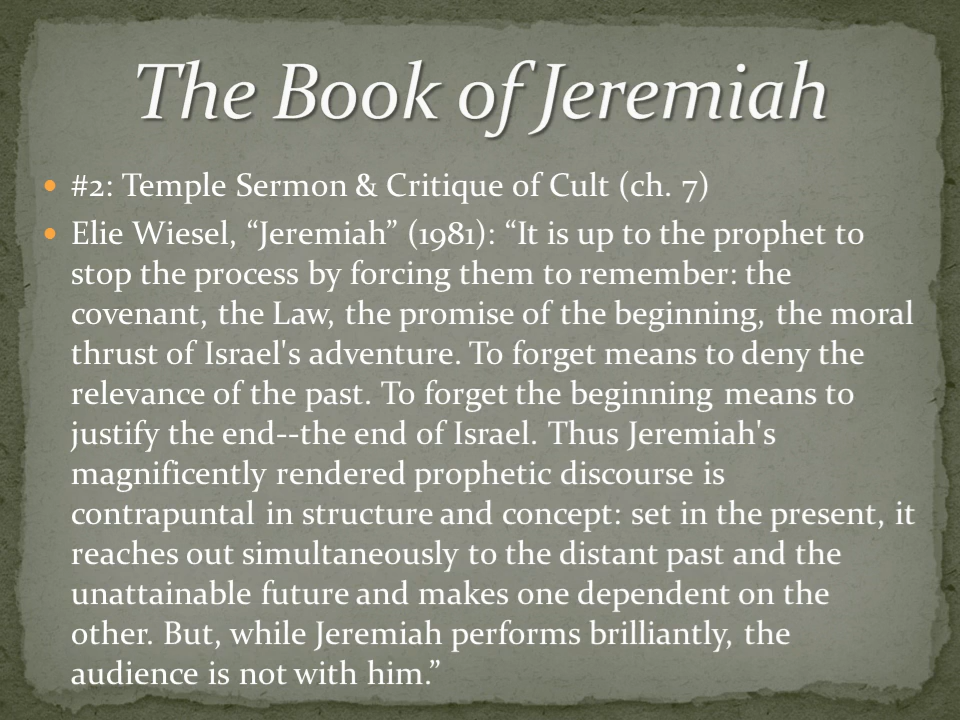 The Book of Jeremiah
• #2: Temple Sermon & Critique of Cult (ch. 7)
• Elie Wiesel, “Jeremiah” (1981): “It is up to the prophet to
stop the process by forcing them to remember: the
covenant, the Law, the promise of the beginning, the moral
thrust of Israel's adventure. To forget means to deny the
relevance of the past. To forget the beginning means to
justify the end--the end of Israel. Thus Jeremiah's
magnificently rendered prophetic discourse is
contrapuntal in structure and concept: set in the present, it
reaches out simultaneously to the distant past and the
unattainable future and makes one dependent on the
other. But, while Jeremiah performs brilliantly, the
audience is not with him.”